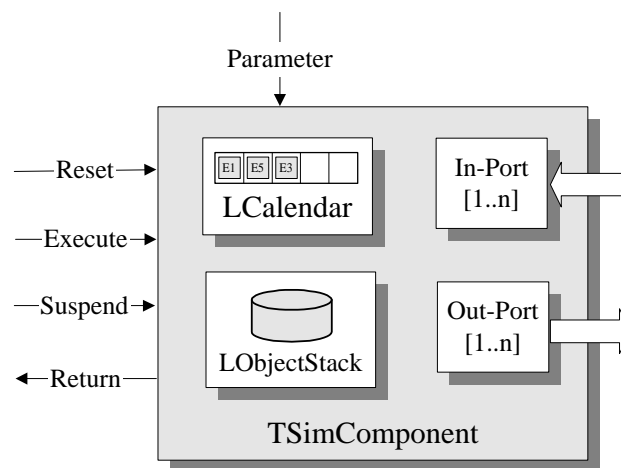 Parameter
Reset
Execute
Suspend
Return
E1 E5 E3
LCalendar
In-Port
[1..n]
LObjectStack
Out-Port
[1..n]
TSimComponent